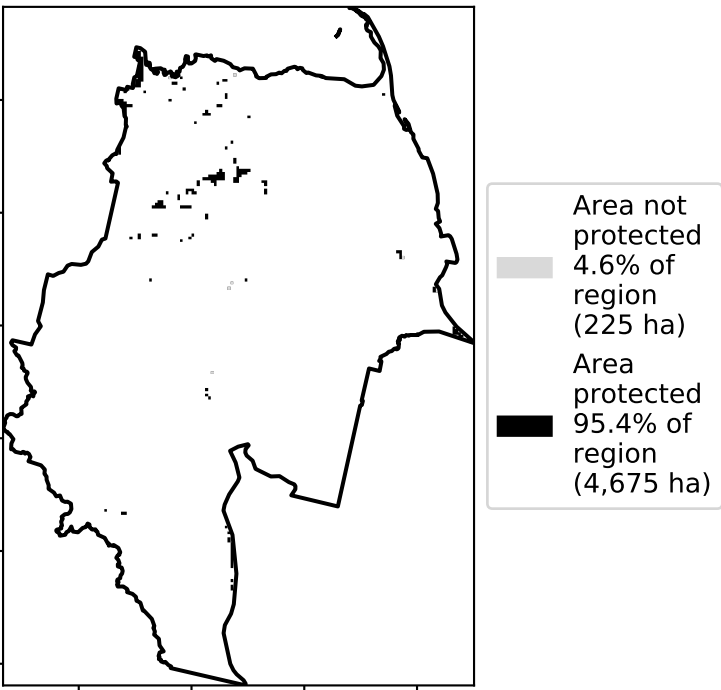 Area not
protected
4.6% of
region
(225 ha)
Area
protected
95.4% of
region
(4,675 ha)